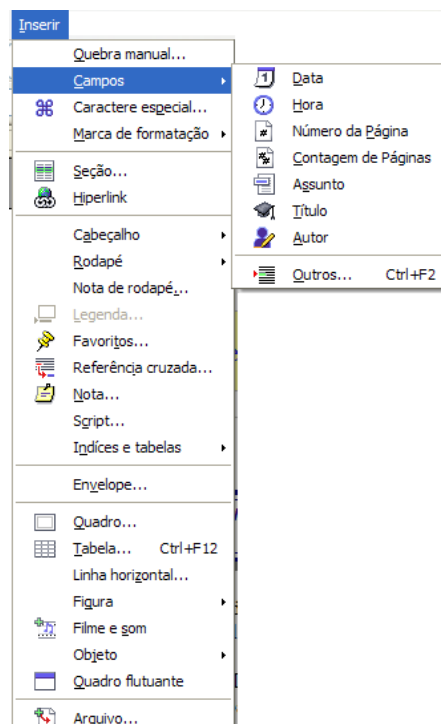 Inserir
Quebra manual...
Campos
Caractere especial...
Marca de formatação
Seção...
Hiperlink
Cabeçalho
Rodapé
Nota de rodapé...
Legenda...
Favoritos...
Referência cruzada...
Nota...
Script...
Indíces e tabelas
Envelope...
Quadro...
Tabela... Ctrl+F12
Linha horizontal...
Figura
Filme e som
Objeto
Quadro flutuante
Arquivo...
Data
Hora
Número da Página
Contagem de Páginas
Assunto
Título
Autor
Outros... Ctrl+F2